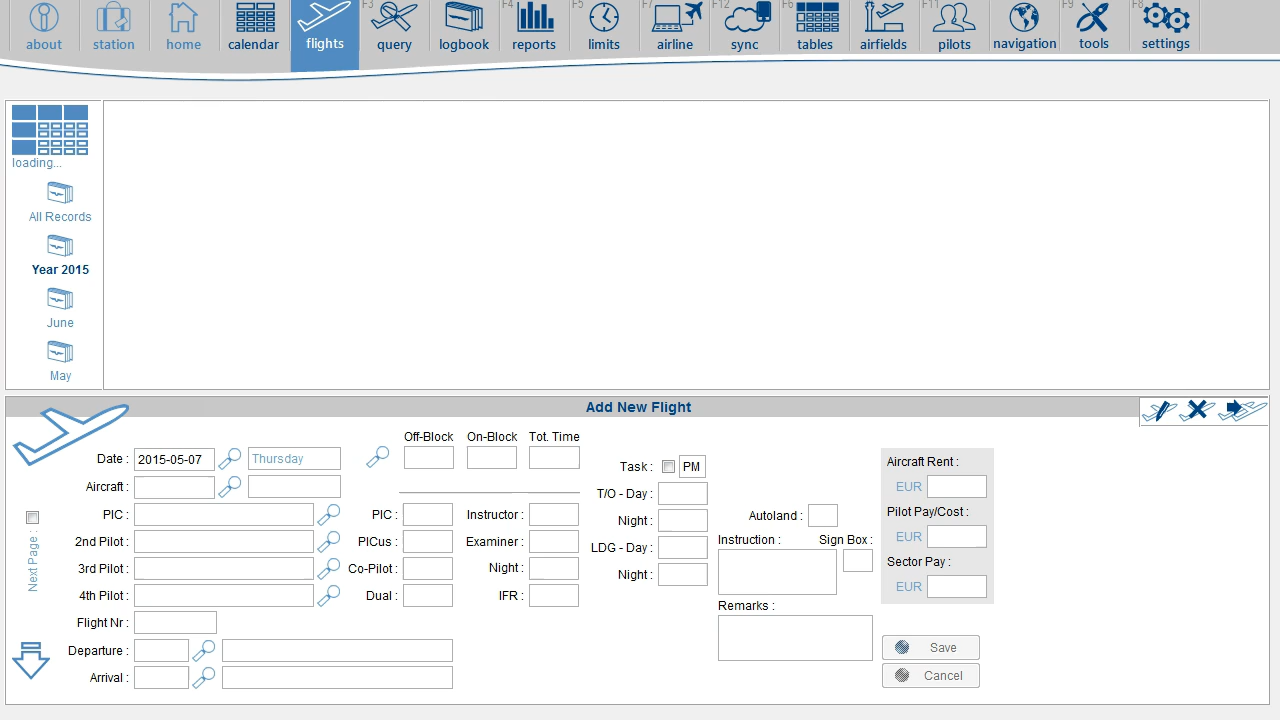 F3 F4 F5 F7 F12 F6 F11 F9 F8
about station home calendar flights query logbook reports limits airline sync tables airfields pilots navigation tools settings
loading...
All Records
Year 2015
June
May
Add New Flight
Off-Block On-Block Tot. Time
Date : 2015-05-07 Thursday
Task : PM
Aircraft Rent :
Aircraft :
EUR
T/O - Day :
PIC :
PIC : Instructor :
Night :
Autoland :
Pilot Pay/Cost :
EUR
2nd Pilot :
PICus : Examiner :
LDG - Day :
Instruction : Sign Box :
3rd Pilot :
Co-Pilot : Night :
Night :
Sector Pay :
EUR
4th Pilot :
Dual : IFR :
Remarks :
Next Page :
Flight Nr :
Departure :
Save
Arrival :
Cancel